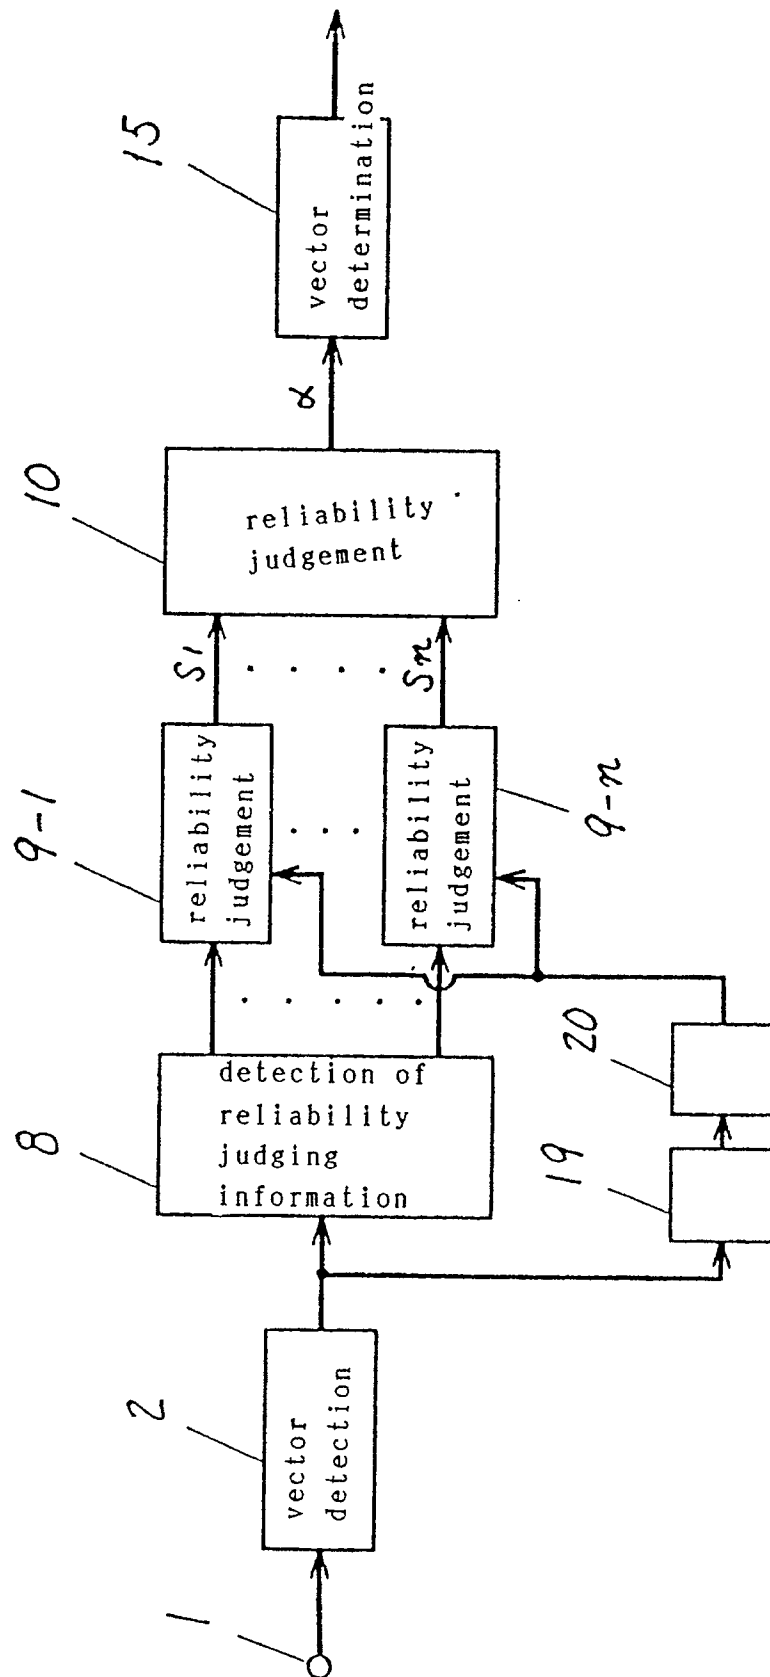 1
2
vector
detection
8
detection of
reliability
judging
information
19
20
9-1
reliability
judgement
9-n
reliability
judgement
S1
Sn
10
reliability
judgement
α
15
vector
determination